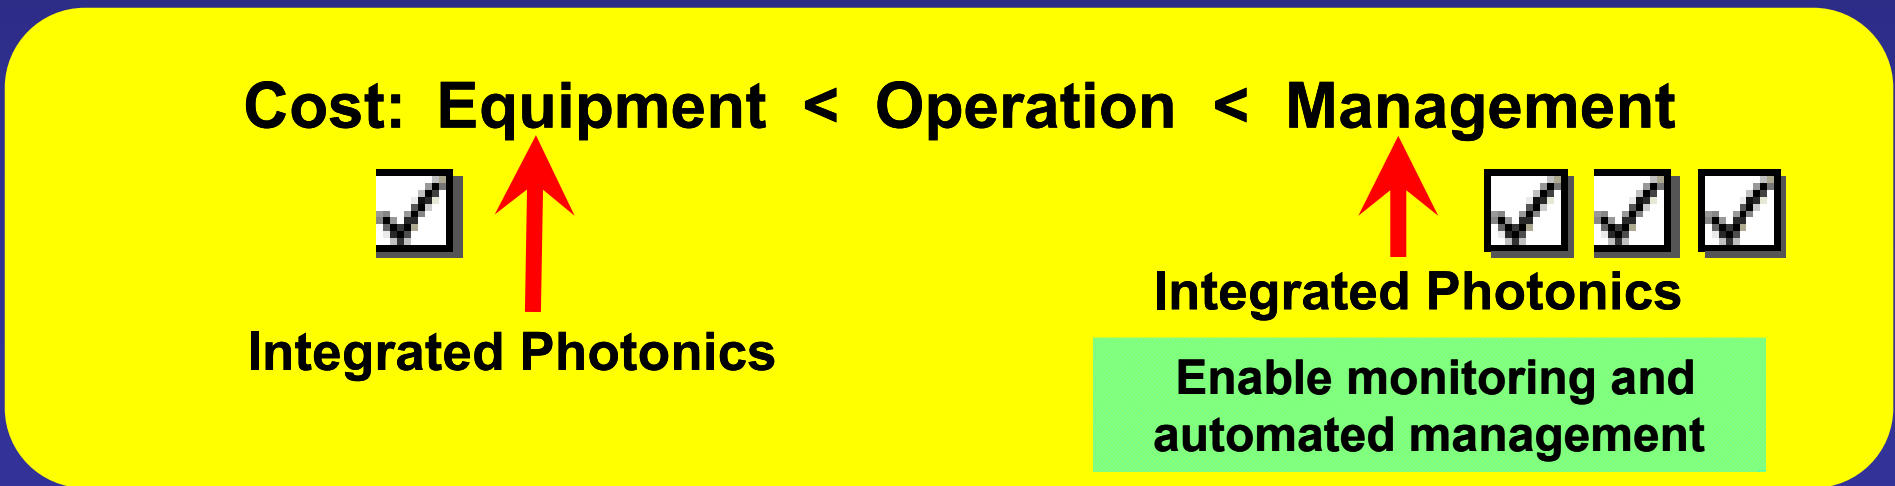 Cost: Equipment < Operation < Management
Integrated Photonics
Integrated Photonics
Enable monitoring and
automated management